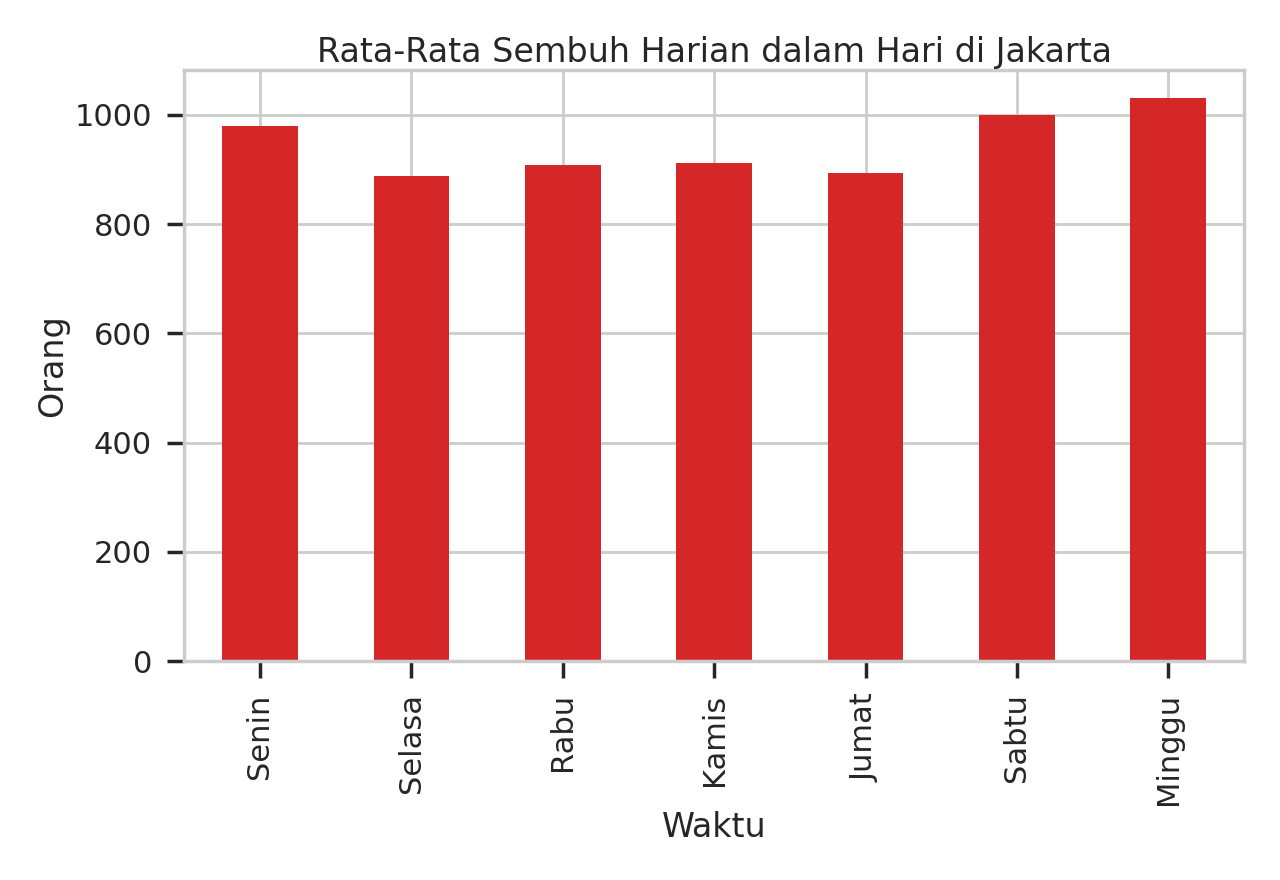 Rata-Rata Sembuh Harian dalam Hari di Jakarta
Orang
1000
800
600
400
200
0
Senin
Selasa
Rabu
Kamis
Jumat
Sabtu
Minggu
Waktu